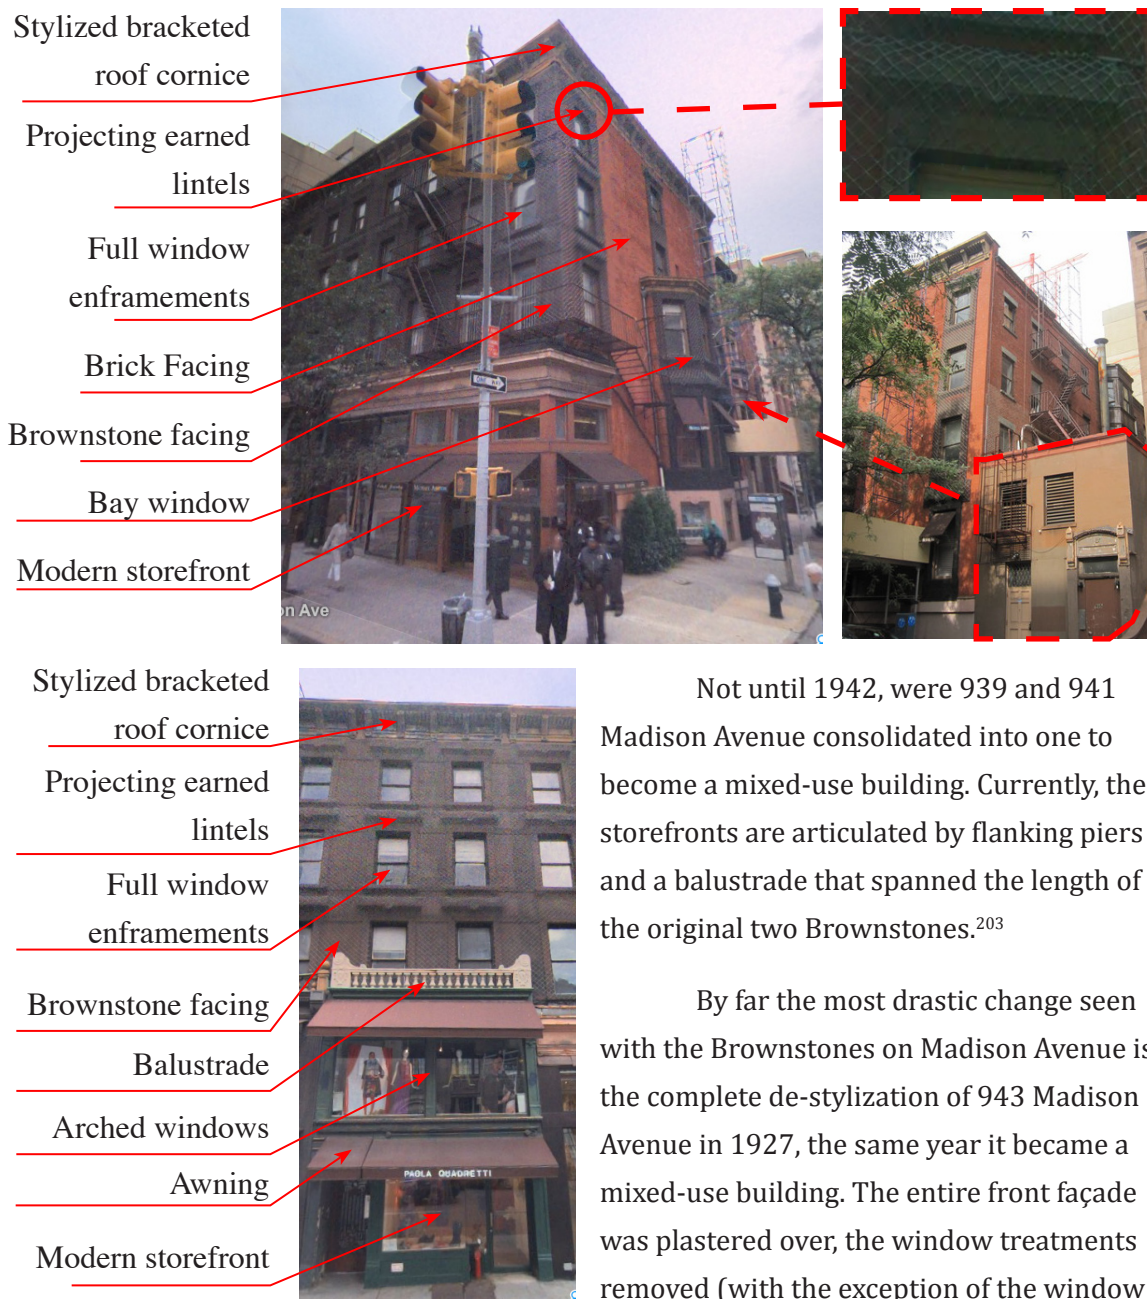 Stylized bracketed
roof cornice
Projecting earned
lintels
Full window
enframements
Brick Facing
Brownstone facing
Bay window
Modern storefront
ONE WAY
on Ave
Stylized bracketed
roof cornice
Projecting earned
lintels
Full window
enframements
Brownstone facing
Balustrade
Arched windows
Awning
Modern storefront
PAOLA QUADRETTI
Not until 1942, were 939 and 941
Madison Avenue consolidated into one to
become a mixed-use building. Currently, the
storefronts are articulated by flanking piers
and a balustrade that spanned the length of
the original two Brownstones.²⁰³
By far the most drastic change seen
with the Brownstones on Madison Avenue is
the complete de-stylization of 943 Madison
Avenue in 1927, the same year it became a
mixed-use building. The entire front façade
was plastered over, the window treatments
removed (with the exception of the window